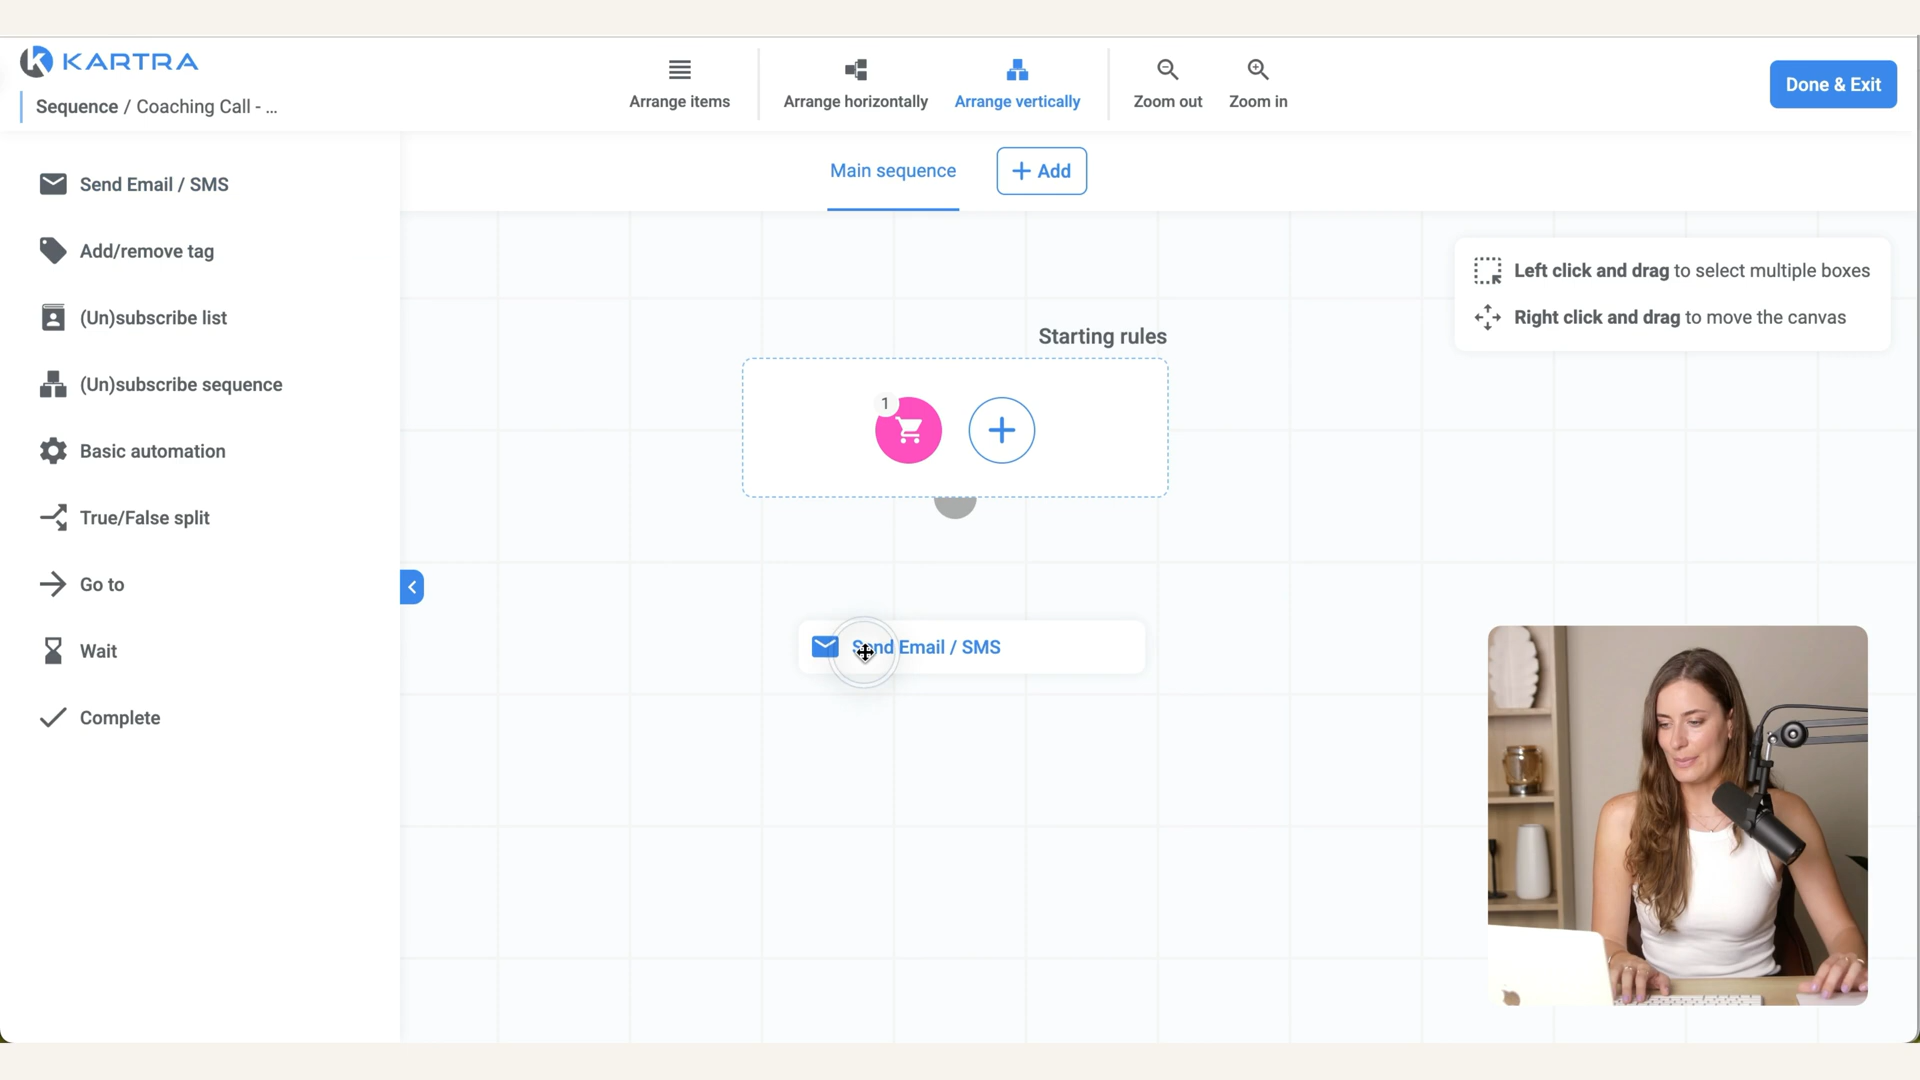 KARTRA
Sequence / Coaching Call - ...
Arrange items
Arrange horizontally
Arrange vertically
Zoom out
Zoom in
Done & Exit
Send Email / SMS
Add/remove tag
(Un)subscribe list
(Un)subscribe sequence
Basic automation
True/False split
Go to
Wait
Complete
Main sequence
+ Add
Left click and drag to select multiple boxes
Right click and drag to move the canvas
Starting rules
1
Send Email / SMS